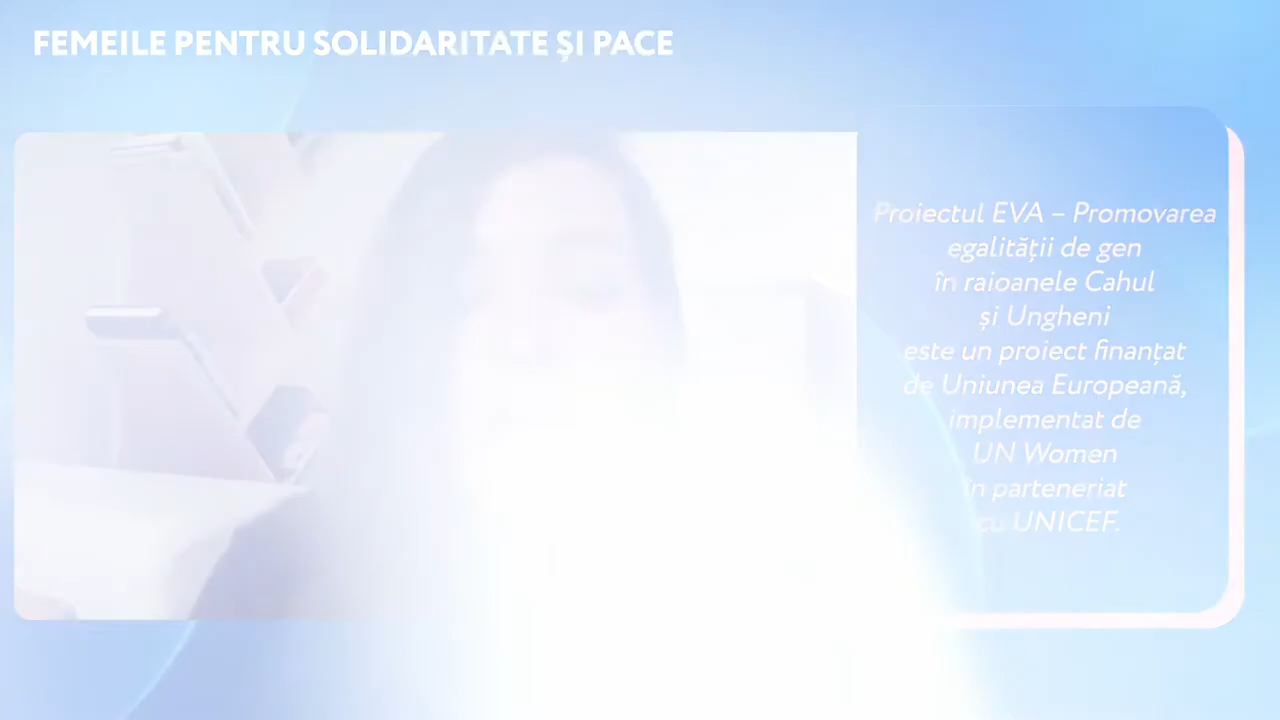 FEMEILE PENTRU SOLIDARITATE ȘI PACE
Proiectul EVA – Promovarea
egalității de gen
în raioanele Cahul
și Ungheni
este un proiect finanțat
de Uniunea Europeană,
implementat de
UN Women
în parteneriat
cu UNICEF.